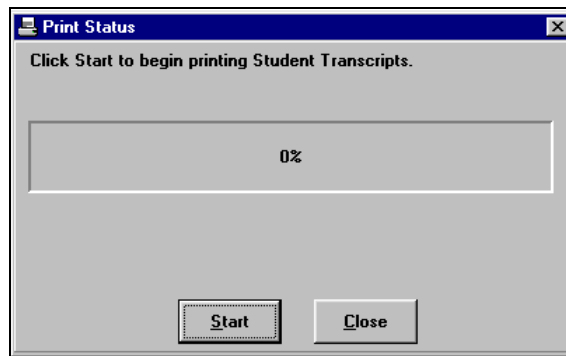 Print Status
Click Start to begin printing Student Transcripts.
0%
Start Close